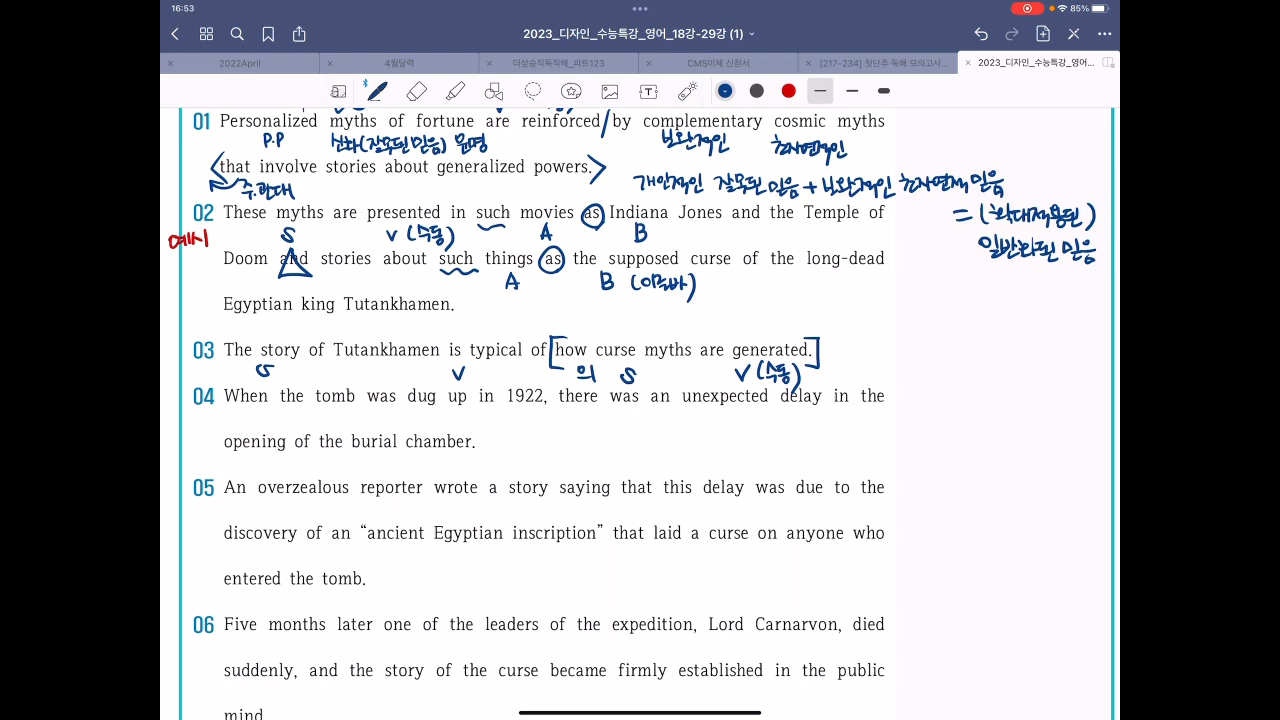 16:53
85%
2023_디자인_수능특강_영어_18강-29강 (1)
2022April
4월달력
더상승직독직해_파트123
CMS이체 신청서
[217-234] 첫단추 독해 모의고사...
2023_디자인_수능특강_영어...
01 Personalized myths of fortune are reinforced / by complementary cosmic myths
P.P 신화(잘못된 믿음) 운명 보완적인 초자연적인
<that involve stories about generalized powers.>
주.관대
개인적인 잘못된 믿음 + 보완적인 초자연적 믿음
= (확대적용된)
일반화된 믿음
02 These myths are presented in such movies as Indiana Jones and the Temple of
예시 S V (수동) A B
Doom and stories about such things as the supposed curse of the long-dead
A B (이죽바)
Egyptian king Tutankhamen.
03 The story of Tutankhamen is typical of [how curse myths are generated.]
S V 의 S V (수동)
04 When the tomb was dug up in 1922, there was an unexpected delay in the
opening of the burial chamber.
05 An overzealous reporter wrote a story saying that this delay was due to the
discovery of an “ancient Egyptian inscription” that laid a curse on anyone who
entered the tomb.
06 Five months later one of the leaders of the expedition, Lord Carnarvon, died
suddenly, and the story of the curse became firmly established in the public
mind